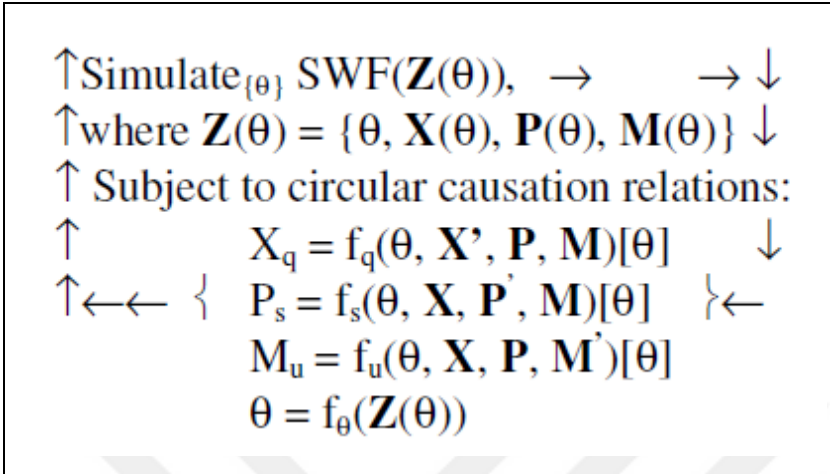 ↑Simulate{θ} SWF(Z(θ)), → → ↓
↑where Z(θ) = {θ, X(θ), P(θ), M(θ)} ↓
↑ Subject to circular causation relations:
↑ Xq = fq(θ, X’, P, M)[θ] ↓
↑←← { Ps = fs(θ, X, P’, M)[θ] }←
Mu = fu(θ, X, P, M’)[θ]
θ = fθ(Z(θ))